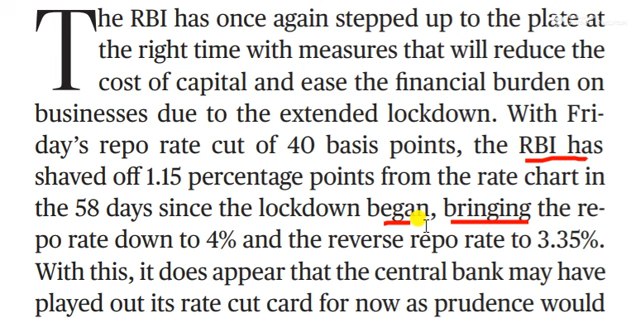 The RBI has once again stepped up to the plate at
the right time with measures that will reduce the
cost of capital and ease the financial burden on
businesses due to the extended lockdown. With Fri-
day's repo rate cut of 40 basis points, the RBI has
shaved off 1.15 percentage points from the rate chart in
the 58 days since the lockdown began, bringing the re-
po rate down to 4% and the reverse repo rate to 3.35%.
With this, it does appear that the central bank may have
played out its rate cut card for now as prudence would